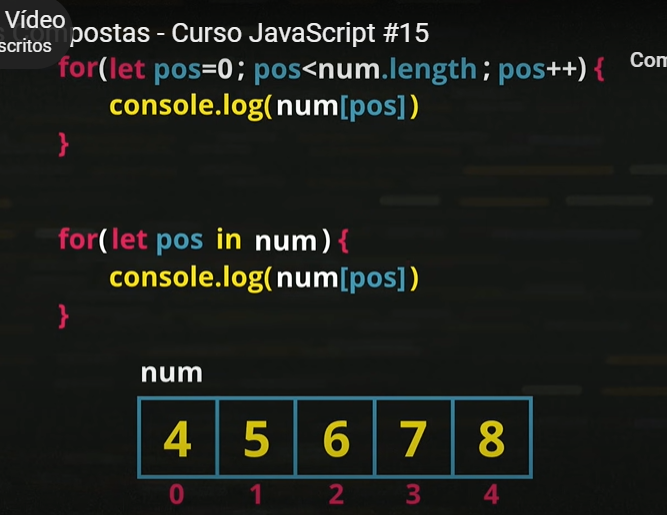 Vídeo
scritos
postas - Curso JavaScript #15
Com
for(let pos=0; pos<num.length; pos++) {
console.log(num[pos])
}
for(let pos in num) {
console.log(num[pos])
}
num
4 5 6 7 8
0 1 2 3 4